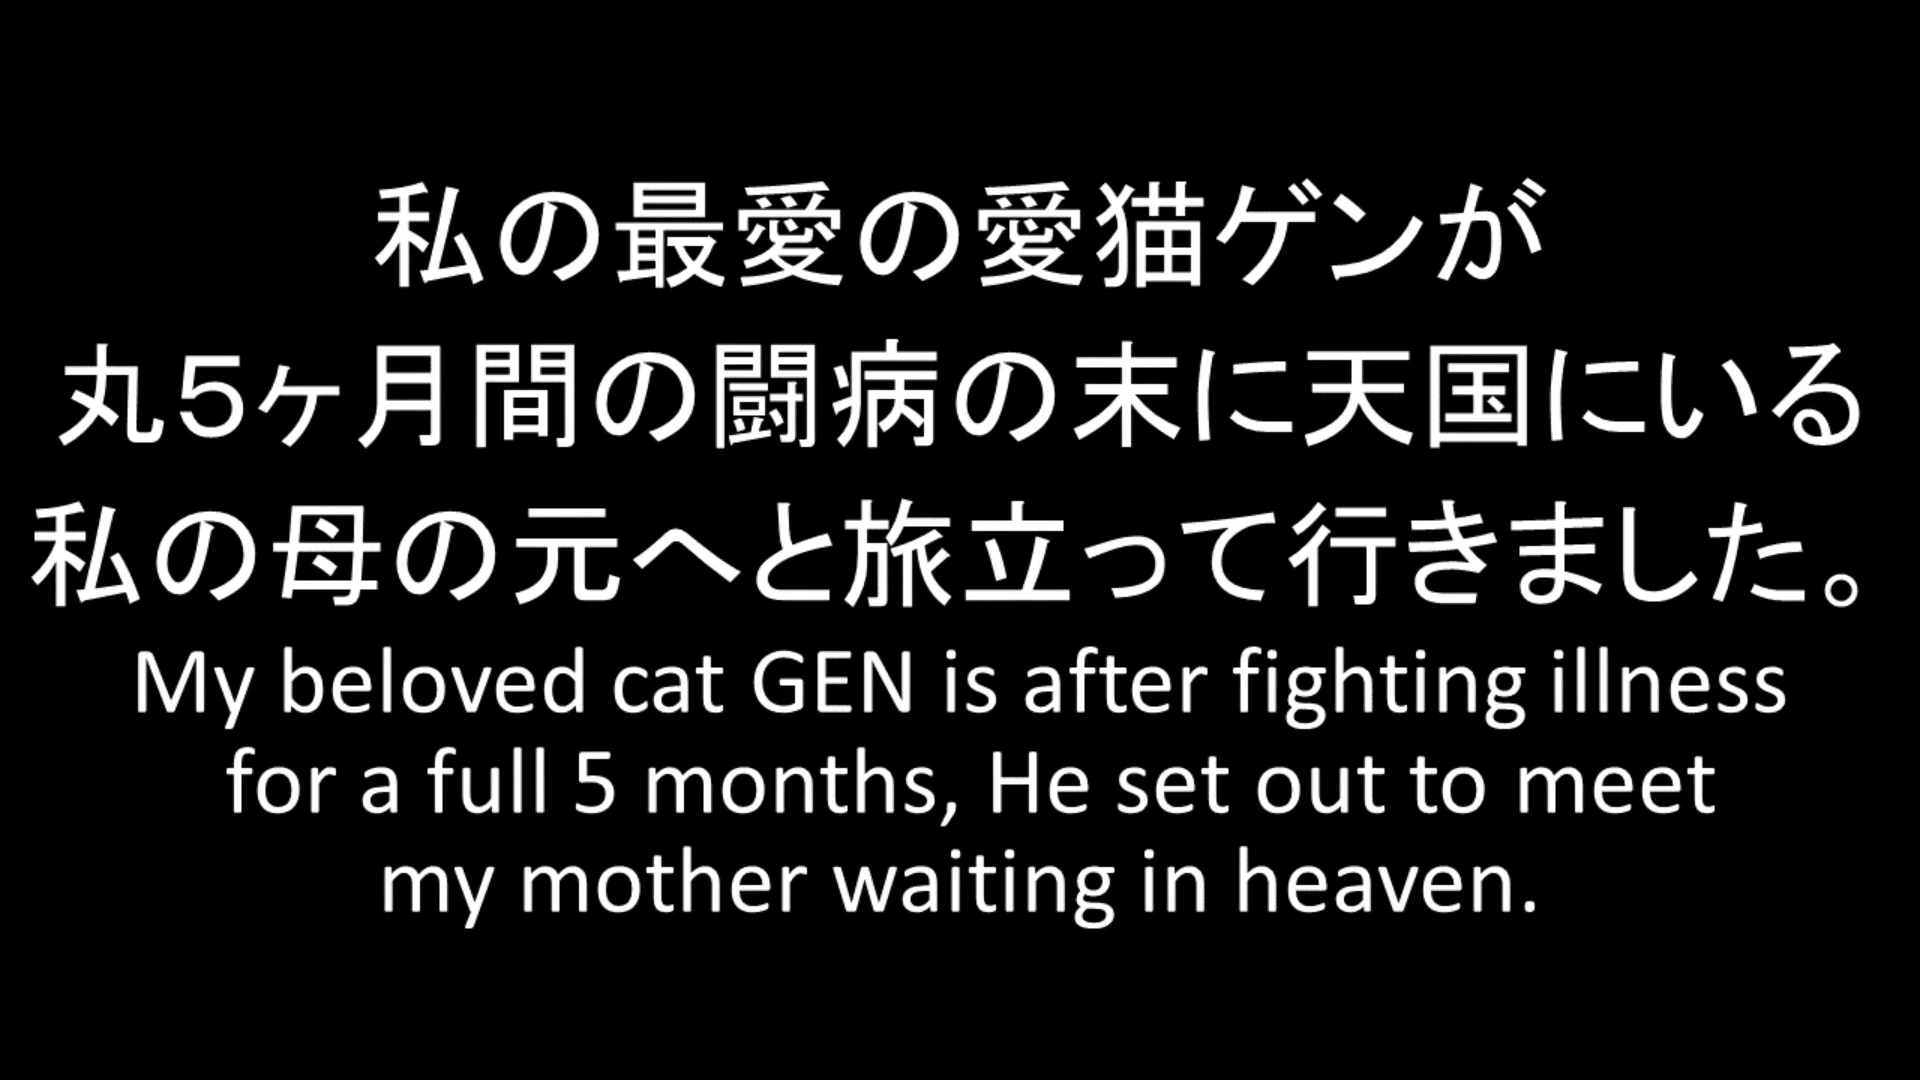 私の最愛の愛猫ゲンが
丸５ヶ月間の闘病の末に天国にいる
私の母の元へと旅立って行きました。
My beloved cat GEN is after fighting illness
for a full 5 months, He set out to meet
my mother waiting in heaven.